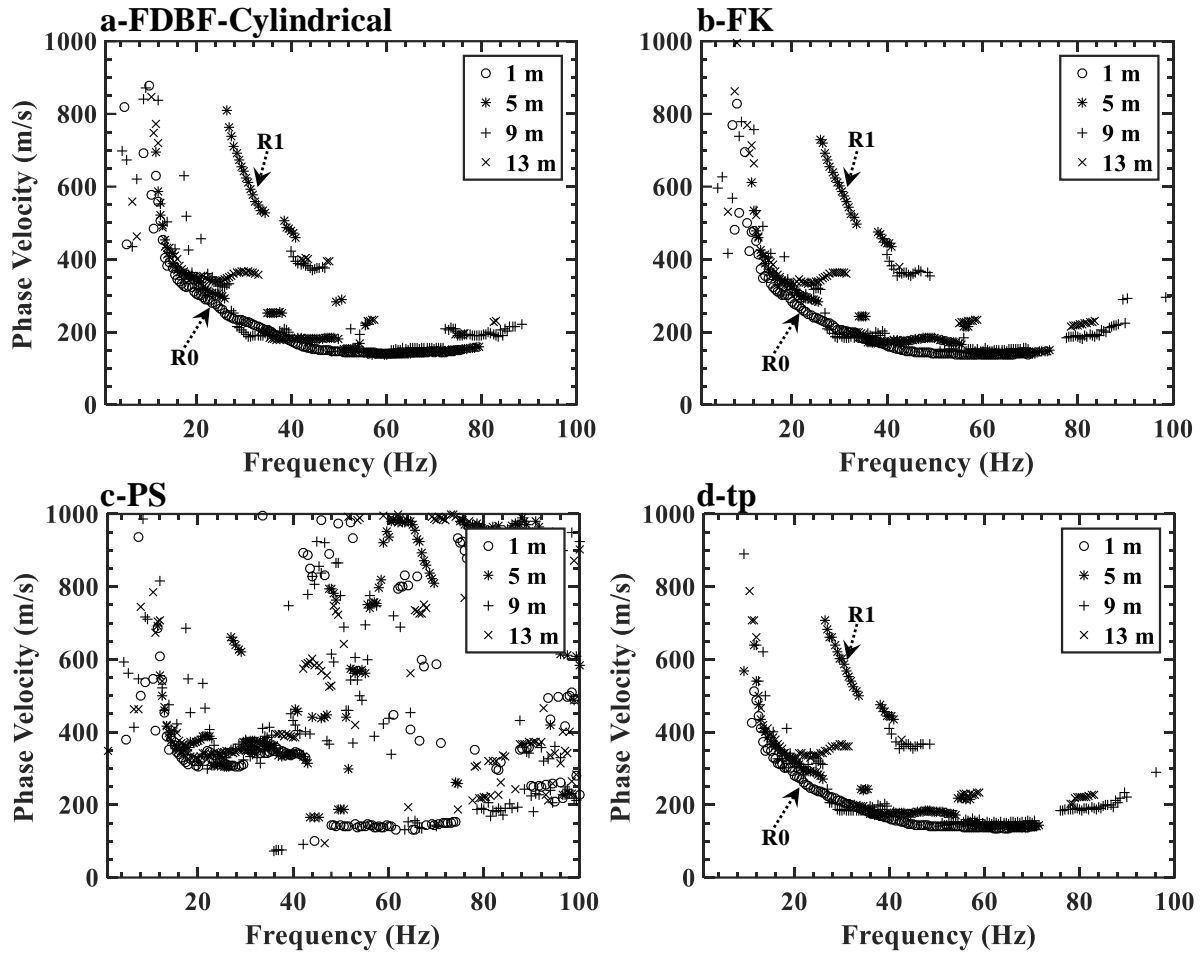 a-FDBF-Cylindrical
1000
800
600
400
200
0
20
40
60
80
100
Phase Velocity (m/s)
Frequency (Hz)
1 m
5 m
9 m
13 m
R1
R0
b-FK
1000
800
600
400
200
0
20
40
60
80
100
Phase Velocity (m/s)
Frequency (Hz)
1 m
5 m
9 m
13 m
R1
R0
c-PS
1000
800
600
400
200
0
20
40
60
80
100
Phase Velocity (m/s)
Frequency (Hz)
1 m
5 m
9 m
13 m
d-tp
1000
800
600
400
200
0
20
40
60
80
100
Phase Velocity (m/s)
Frequency (Hz)
1 m
5 m
9 m
13 m
R1
R0